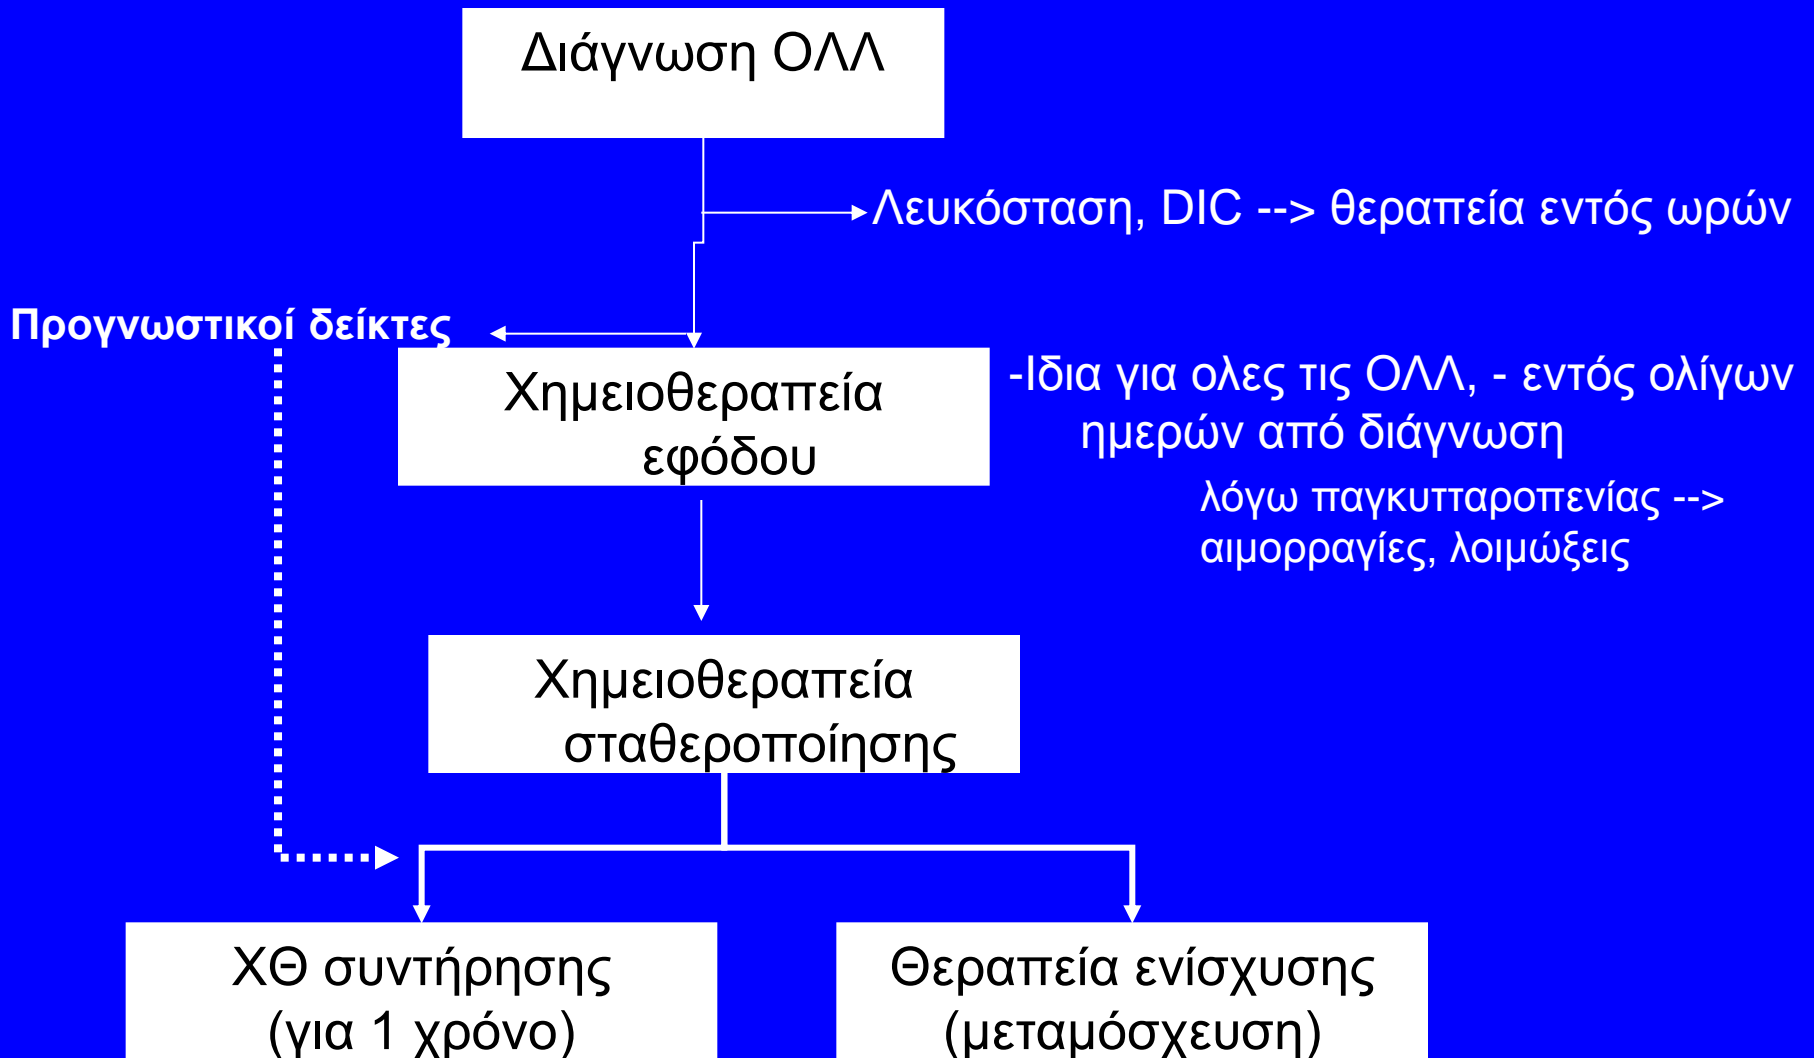 Διάγνωση ΟΛΛ
Λευκόσταση, DIC --> θεραπεία εντός ωρών
Προγνωστικοί δείκτες
Χημειοθεραπεία
εφόδου
-Ιδια για ολες τις ΟΛΛ, - εντός ολίγων
ημερών από διάγνωση
λόγω παγκυτταροπενίας -->
αιμορραγίες, λοιμώξεις
Χημειοθεραπεία
σταθεροποίησης
ΧΘ συντήρησης
(για 1 χρόνο)
Θεραπεία ενίσχυσης
(μεταμόσχευση)